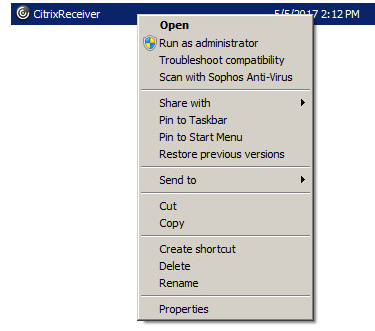 CitrixReceiver 5/5/2017 2:12 PM
Open
Run as administrator
Troubleshoot compatibility
Scan with Sophos Anti-Virus
Share with
Pin to Taskbar
Pin to Start Menu
Restore previous versions
Send to
Cut
Copy
Create shortcut
Delete
Rename
Properties